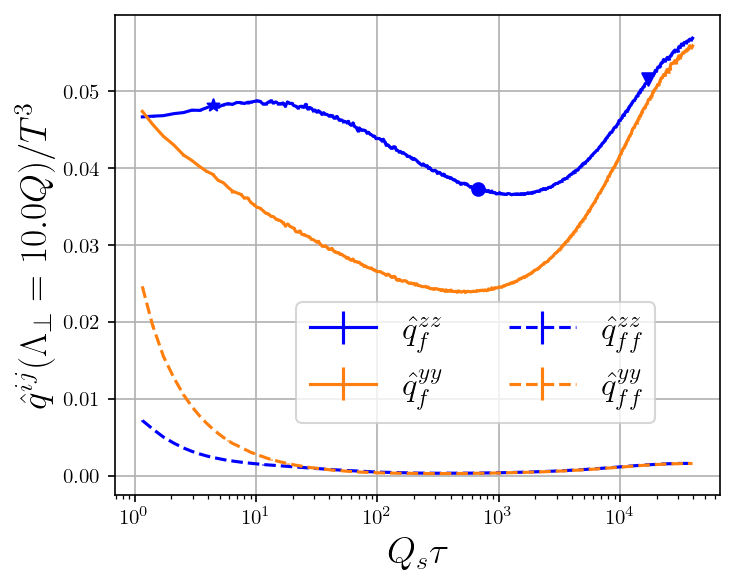 q̂^{ij}(Λ_⊥ = 10.0Q)/T^3
0.05
0.04
0.03
0.02
0.01
0.00
q̂_f^{zz}
q̂_{ff}^{zz}
q̂_f^{yy}
q̂_{ff}^{yy}
10^0 10^1 10^2 10^3 10^4
Q_sτ